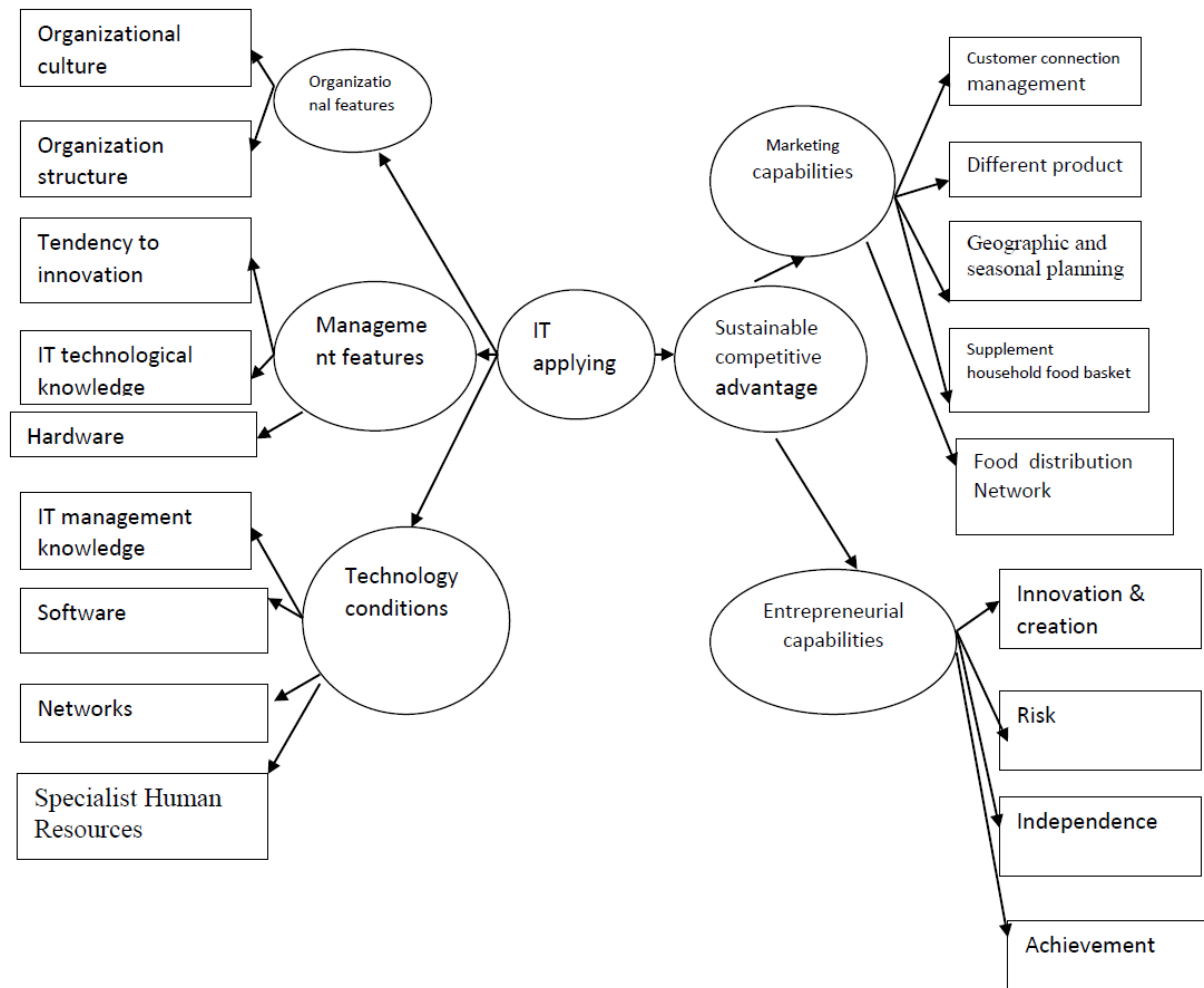 Organizational
culture
Organizatio
nal features
Organization
structure
Tendency to
innovation
Manageme
nt features
IT technological
knowledge
Hardware
IT management
knowledge
Technology
conditions
Software
Networks
Specialist Human
Resources
IT
applying
Sustainable
competitive
advantage
Marketing
capabilities
Customer connection
management
Different product
Geographic and
seasonal planning
Supplement
household food basket
Food distribution
Network
Entrepreneurial
capabilities
Innovation &
creation
Risk
Independence
Achievement